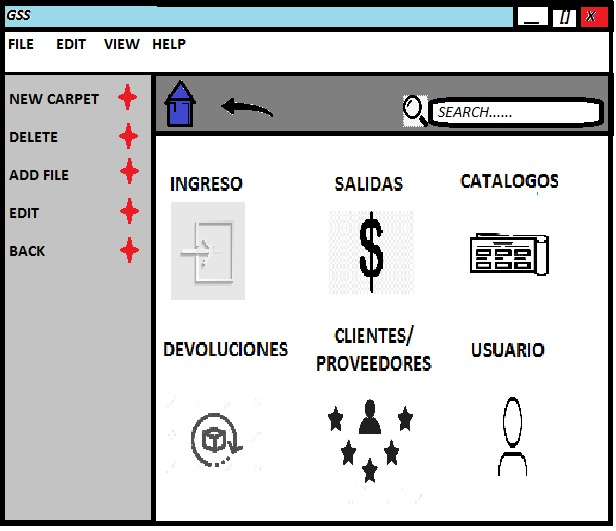 GSS
[] X
FILE EDIT VIEW HELP
NEW CARPET
DELETE
ADD FILE
EDIT
BACK
SEARCH......
INGRESO
SALIDAS
CATALOGOS
$
DEVOLUCIONES
CLIENTES/
PROVEEDORES
USUARIO